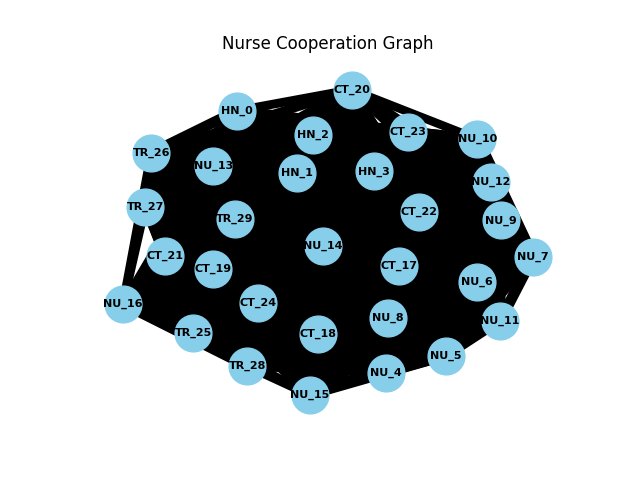 Nurse Cooperation Graph
CT_20
HN_0
HN_2
CT_23
NU_10
TR_26
NU_13
HN_1
HN_3
NU_12
TR_27
TR_29
CT_22
NU_9
NU_14
CT_21
CT_19
CT_17
NU_7
NU_6
NU_16
CT_24
NU_8
NU_11
TR_25
CT_18
NU_5
TR_28
NU_4
NU_15